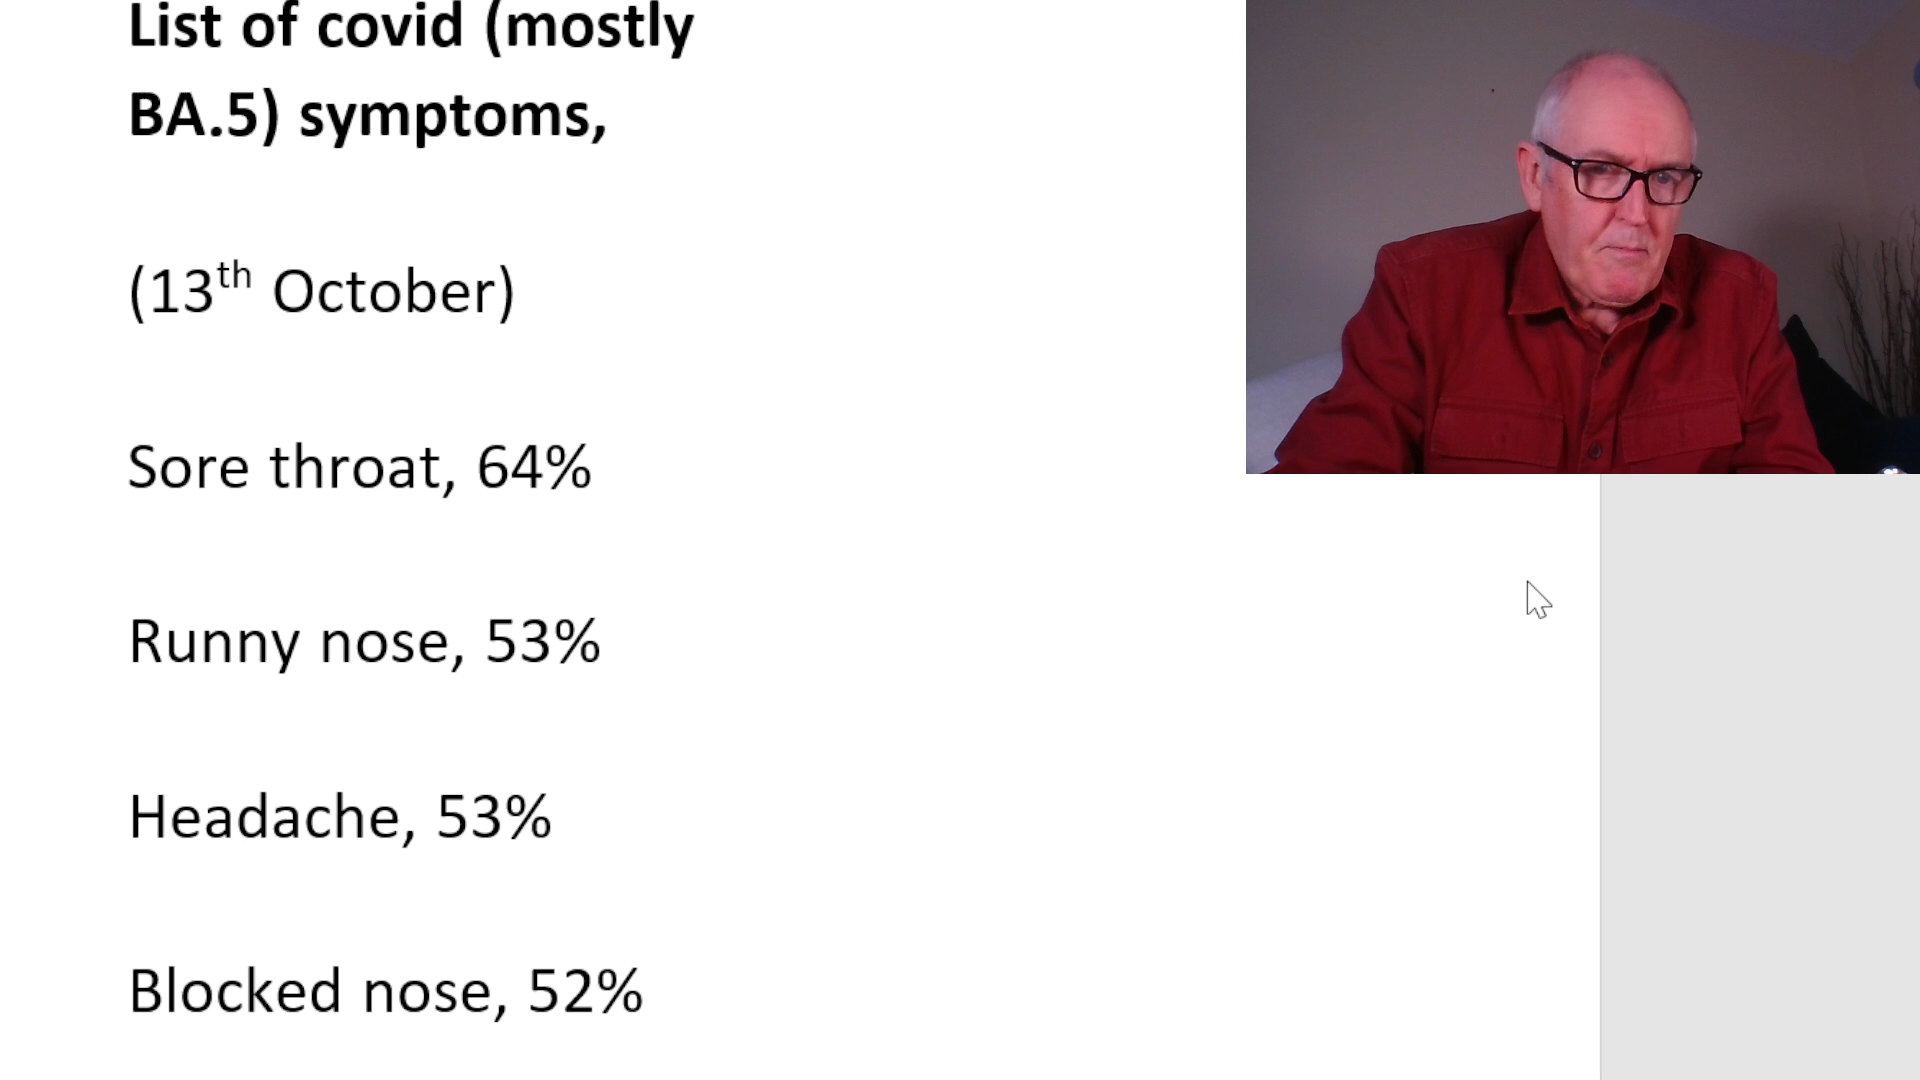 List of covid (mostly
BA.5) symptoms,
(13th October)
Sore throat, 64%
Runny nose, 53%
Headache, 53%
Blocked nose, 52%